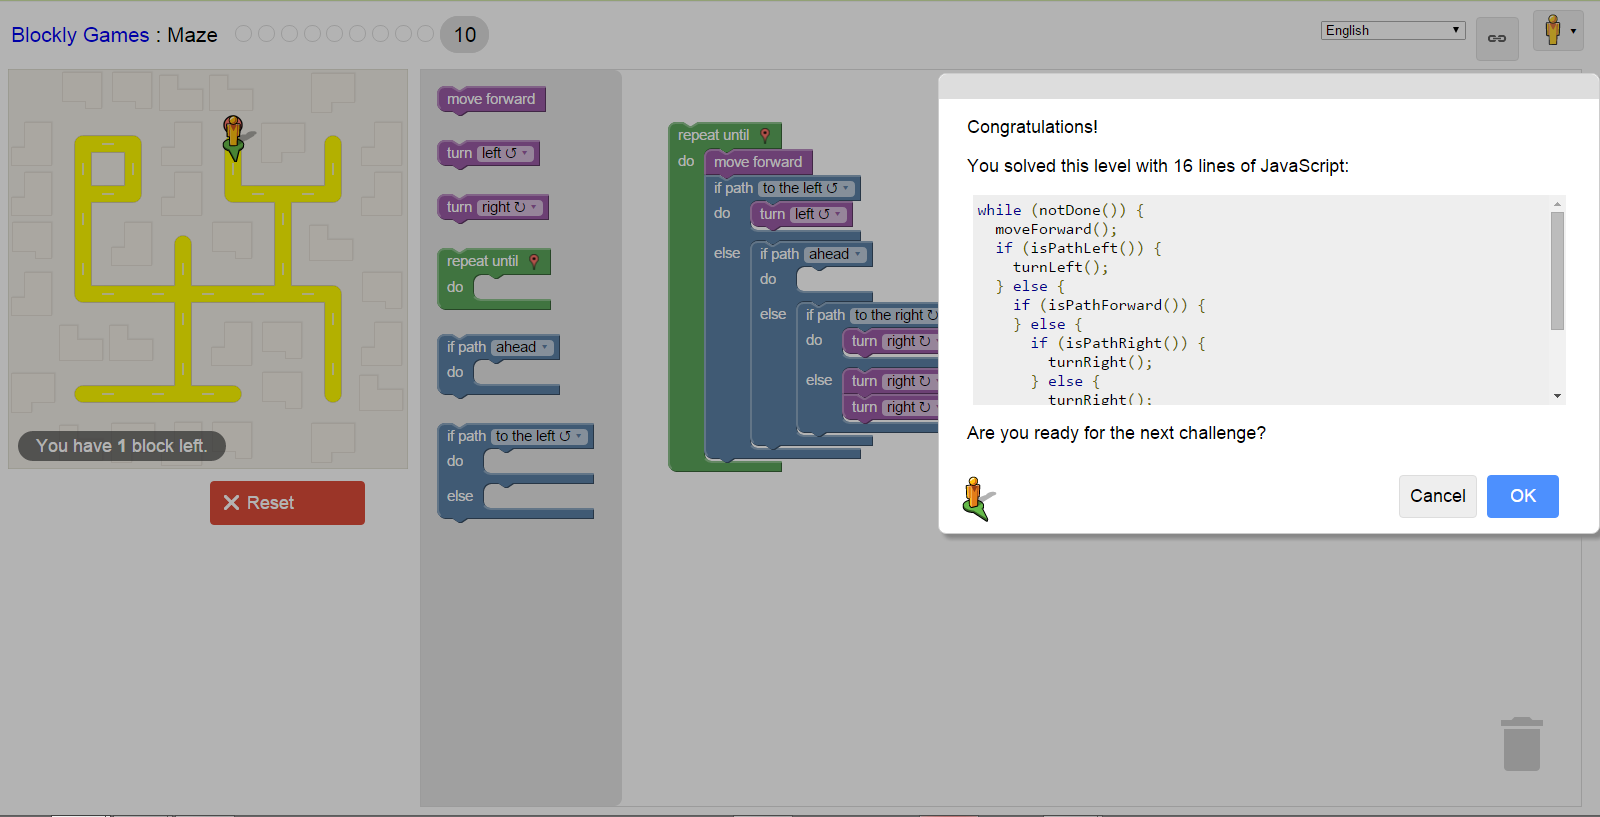 Blockly Games : Maze
10
English
You have 1 block left.
Reset
move forward
turn left ↺
turn right ↻
repeat until
do
if path ahead
do
if path to the left ↺
do
else
repeat until
do
move forward
if path to the left ↺
do
turn left ↺
else
if path ahead
do
else
if path to the right ↻
do
turn right ↻
else
turn right ↻
turn right ↻
Congratulations!
You solved this level with 16 lines of JavaScript:
while (notDone()) {
moveForward();
if (isPathLeft()) {
turnLeft();
} else {
if (isPathForward()) {
} else {
if (isPathRight()) {
turnRight();
} else {
turnRight();
Are you ready for the next challenge?
Cancel
OK